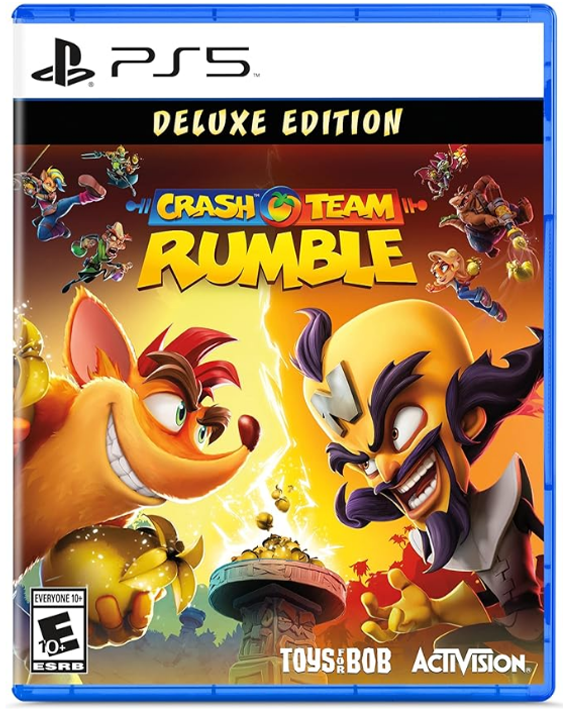 PS5
DELUXE EDITION
CRASH TEAM
RUMBLE
N
EVERYONE 10+
E
10+
ESRB
TOYS FOR BOB
ACTIVISION